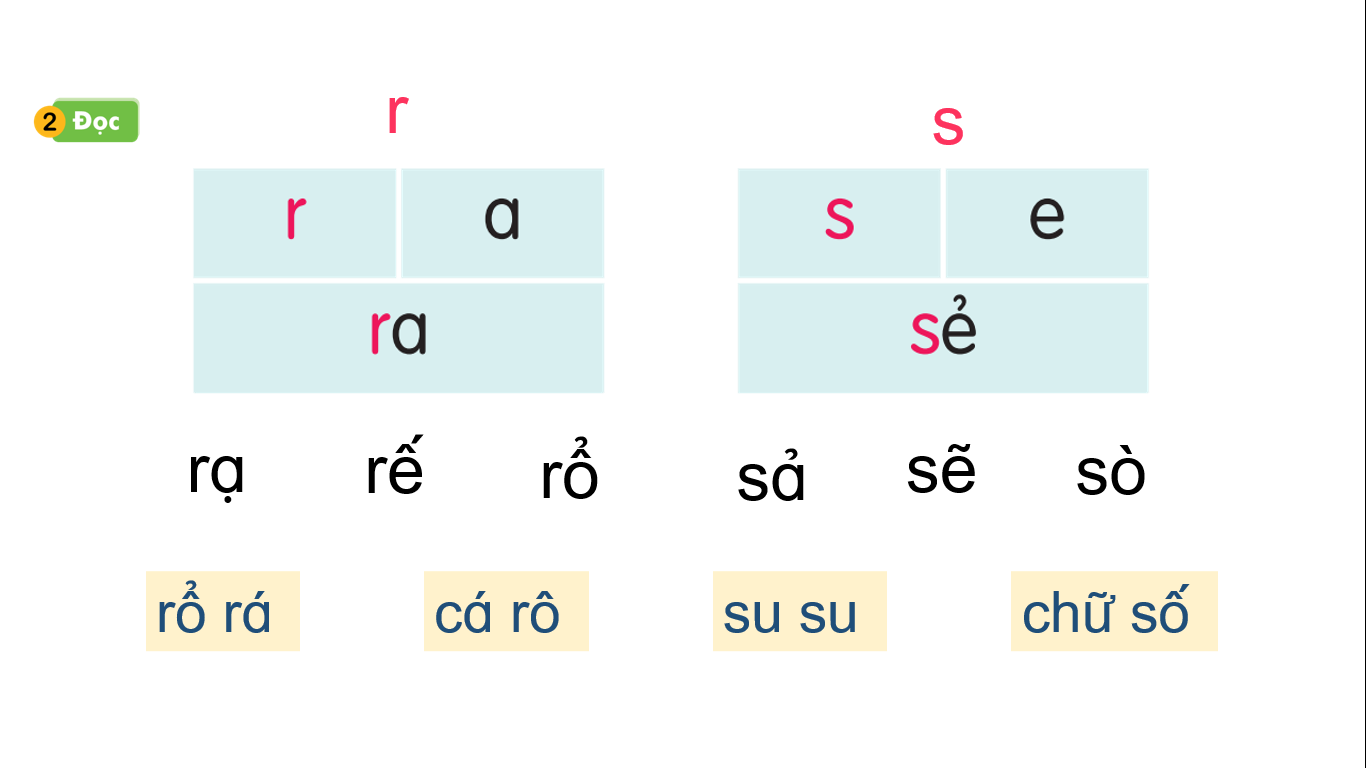 2 Đọc
r s
r a s e
ra sẻ
rạ rế rổ sả sẽ sò
rổ rá cá rô su su chữ số